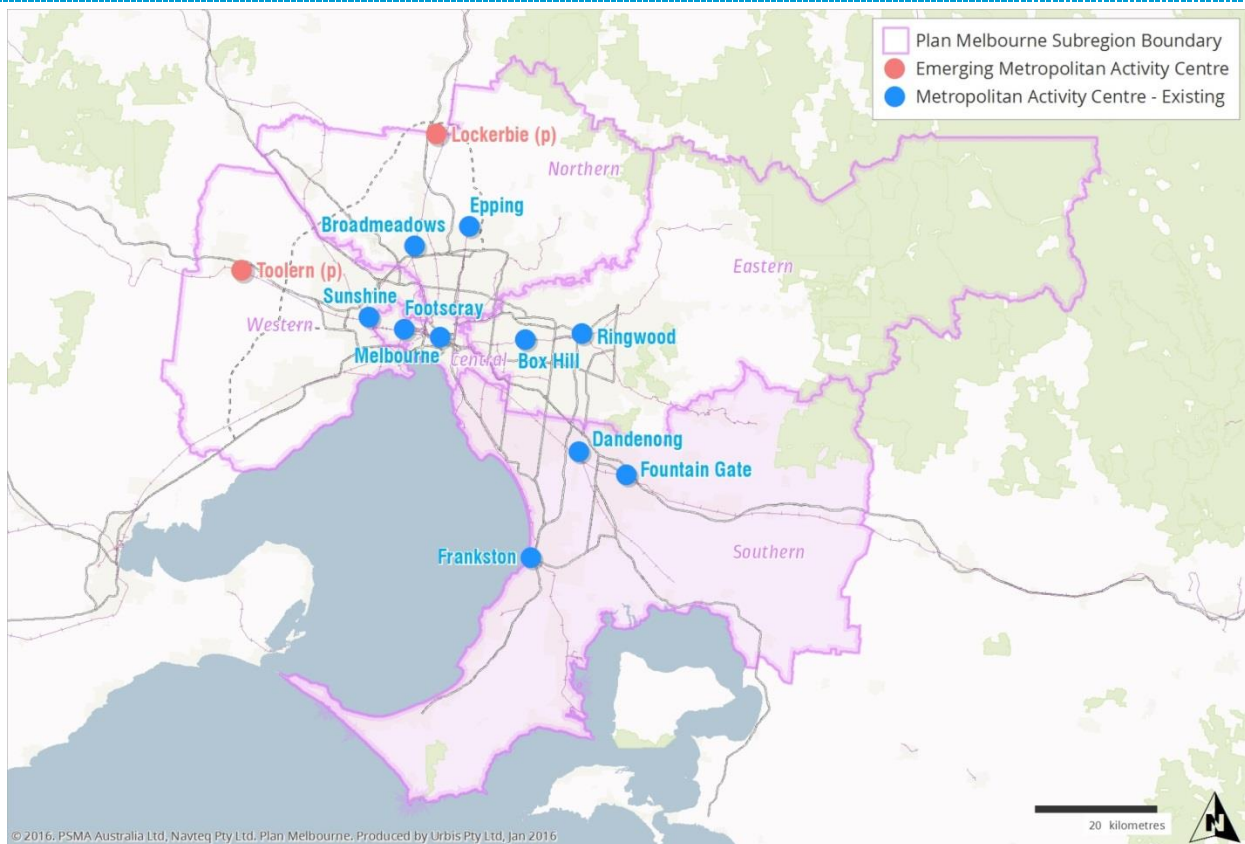 Plan Melbourne Subregion Boundary
Emerging Metropolitan Activity Centre
Metropolitan Activity Centre - Existing
Lockerbie (p)
Northern
Epping
Broadmeadows
Toolern (p)
Eastern
Sunshine
Footscray
Western
Ringwood
Melbourne
Central
Box Hill
Dandenong
Fountain Gate
Frankston
Southern
20 kilometres
N
© 2016. PSMA Australia Ltd, Navteq Pty Ltd. Plan Melbourne. Produced by Urbis Pty Ltd, Jan 2016